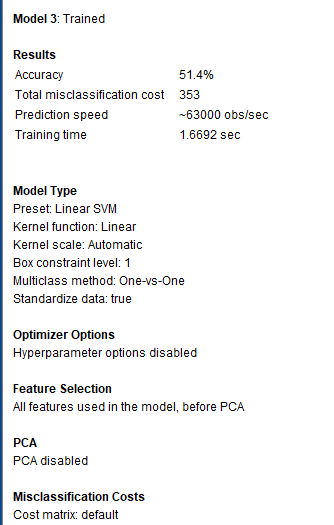 Model 3: Trained
Results
Accuracy 51.4%
Total misclassification cost 353
Prediction speed ~63000 obs/sec
Training time 1.6692 sec
Model Type
Preset: Linear SVM
Kernel function: Linear
Kernel scale: Automatic
Box constraint level: 1
Multiclass method: One-vs-One
Standardize data: true
Optimizer Options
Hyperparameter options disabled
Feature Selection
All features used in the model, before PCA
PCA
PCA disabled
Misclassification Costs
Cost matrix: default